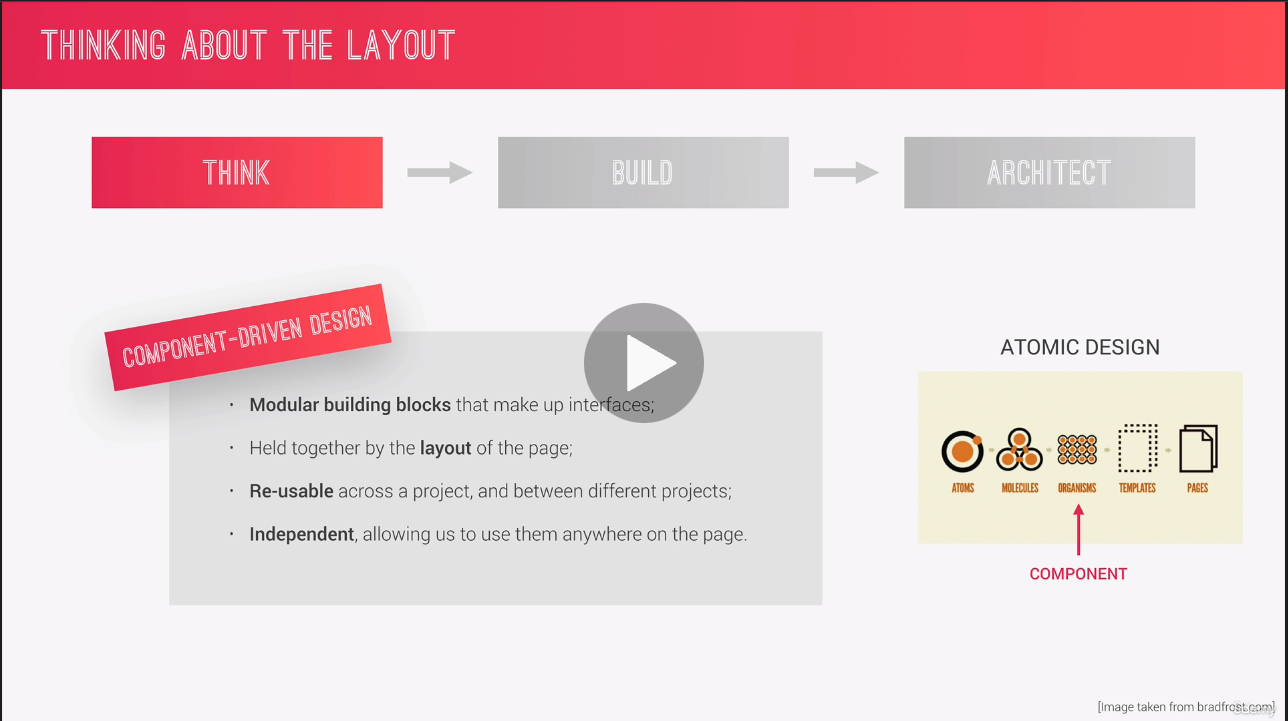 THINKING ABOUT THE LAYOUT
THINK
BUILD
ARCHITECT
COMPONENT-DRIVEN DESIGN
• Modular building blocks that make up interfaces;
• Held together by the layout of the page;
• Re-usable across a project, and between different projects;
• Independent, allowing us to use them anywhere on the page.
ATOMIC DESIGN
ATOMS MOLECULES ORGANISMS TEMPLATES PAGES
COMPONENT
[Image taken from bradfrost.com]